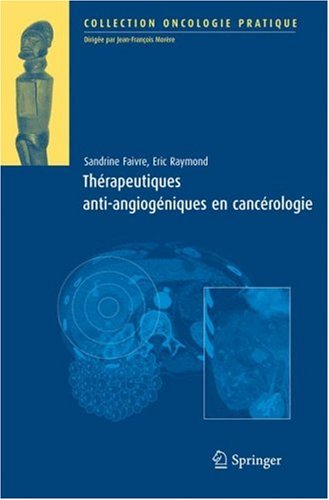 COLLECTION ONCOLOGIE PRATIQUE
Dirigée par Jean-François Morère
Sandrine Faivre, Eric Raymond
Thérapeutiques
anti-angiogéniques en cancérologie
Springer